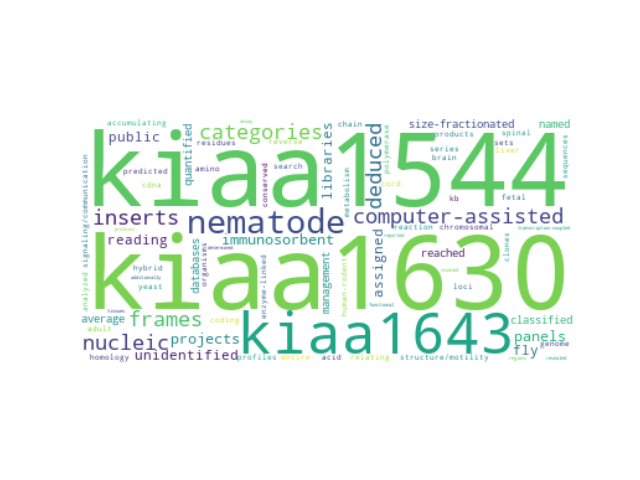 accumulating
chain
size-fractionated
named
public
categories
quantified
residues
reverse
libraries
deduced
polymerase
products
spinal
series
sets
brain
liver
sequences
kiaa1544
predicted
amino
search
conserved
cdna
metabolism
cord
kb
fetal
signaling/communication
inserts
nematode
computer-assisted
reading
immunosorbent
reaction
chromosomal
transcription-coupled
databases
organisms
determined
assigned
reached
clones
kiaa1630
analyzed
hybrid
additionally
yeast
enzyme-linked
management
human-rodent
loci
functional
average
frames
coding
adult
kiaa1643
classified
panels
nucleic
projects
fly
genome
homology
unidentified
profiles
entire
acid
relating
structure/motility
revealed